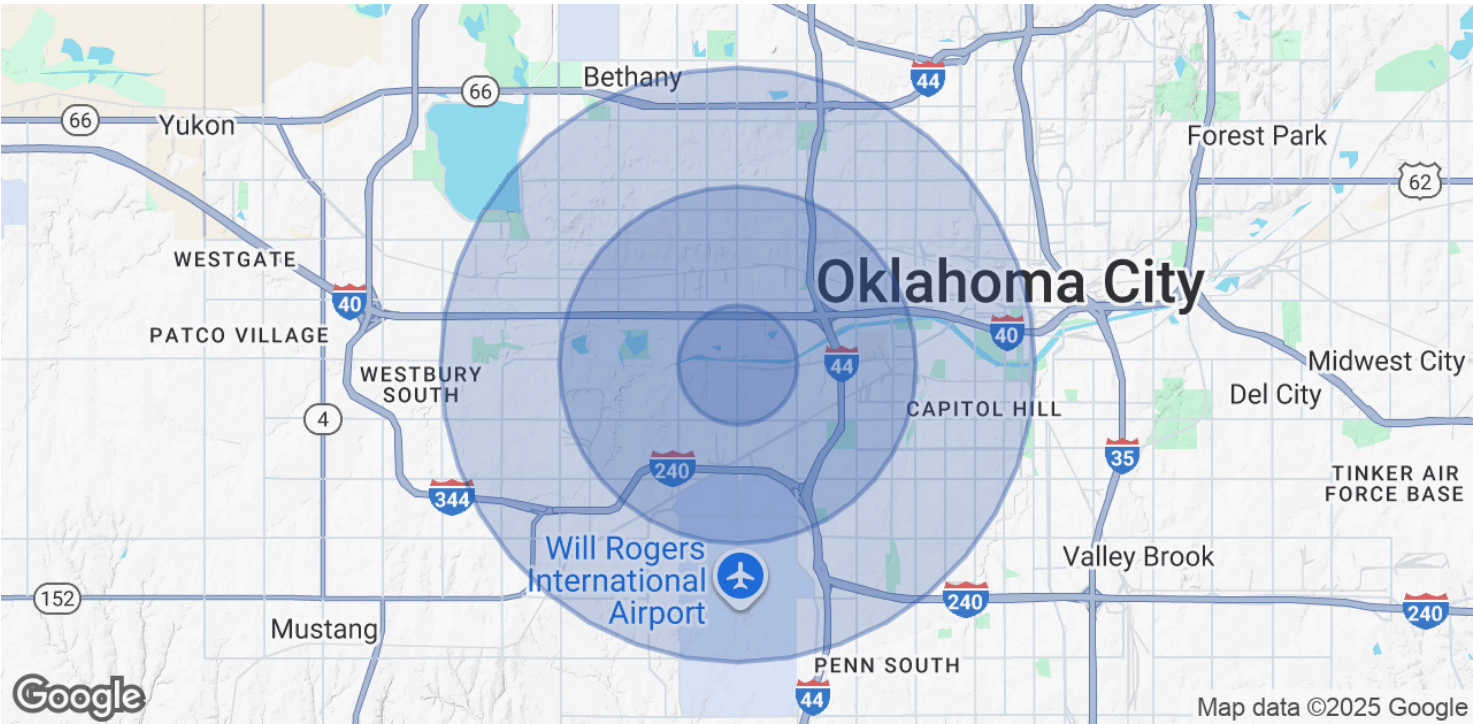 Bethany
44
66
66
Yukon
Forest Park
62
WESTGATE
Oklahoma City
40
PATCO VILLAGE
40
44
Midwest City
WESTBURY
SOUTH
Del City
CAPITOL HILL
4
35
240
TINKER AIR
FORCE BASE
344
Will Rogers
International
Airport
Valley Brook
152
240
240
Mustang
PENN SOUTH
44
Google
Map data ©2025 Google